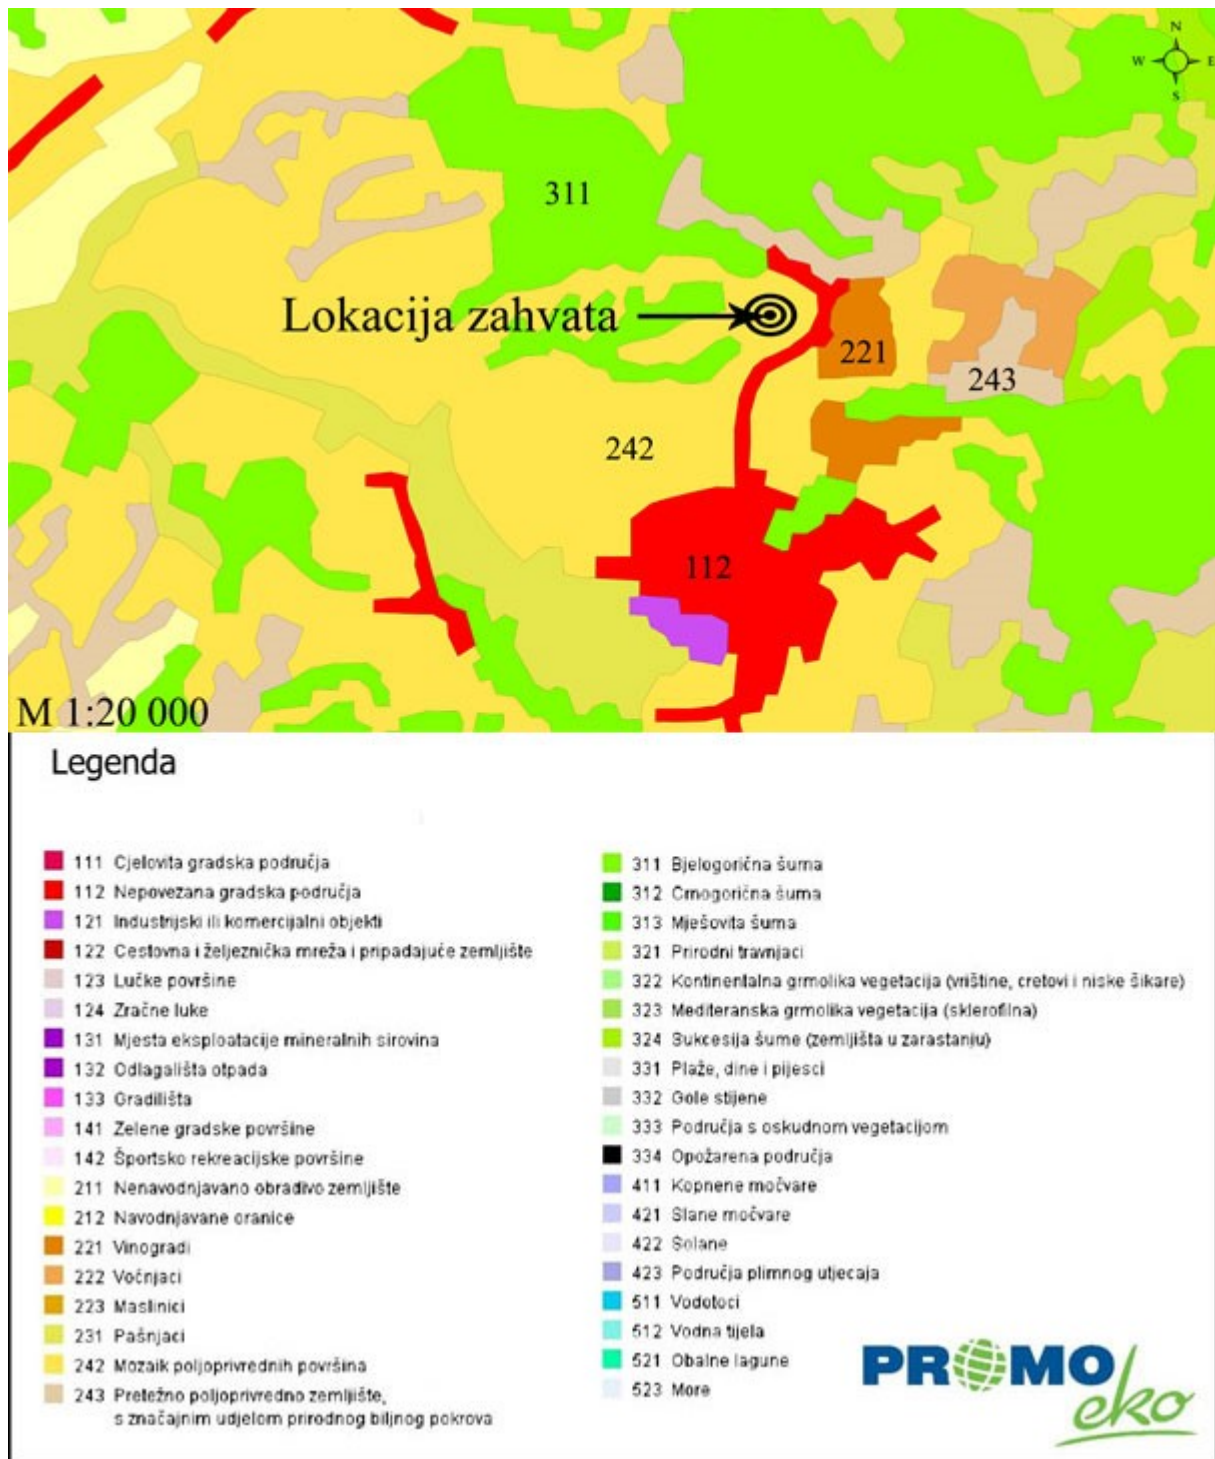 N
W E
S
311
Lokacija zahvata
221
243
242
112
M 1:20 000
Legenda
111 Cjelovita gradska područja
112 Nepovezana gradska područja
121 Industrijski ili komercijalni objekti
122 Cestovna i željeznička mreža i pripadajuće zemljište
123 Lučke površine
124 Zračne luke
131 Mjesta eksploatacije mineralnih sirovina
132 Odlagališta otpada
133 Gradilišta
141 Zelene gradske površine
142 Športsko rekreacijske površine
211 Nenavodnjavano obradivo zemljište
212 Navodnjavane oranice
221 Vinogradi
222 Voćnjaci
223 Maslinici
231 Pašnjaci
242 Mozaik poljoprivrednih površina
243 Pretežno poljoprivredno zemljište,
s značajnim udjelom prirodnog biljnog pokrova
311 Bjelogorična šuma
312 Crnogorična šuma
313 Mješovita šuma
321 Prirodni travnjaci
322 Kontinentalna grmolika vegetacija (vrištine, cretovi i niske šikare)
323 Mediteranska grmolika vegetacija (sklerofilna)
324 Sukcesija šume (zemljišta u zarastanju)
331 Plaže, dine i pijesci
332 Gole stijene
333 Područja s oskudnom vegetacijom
334 Opožarena područja
411 Kopnene močvare
421 Slane močvare
422 Solane
423 Područja plimnog utjecaja
511 Vodotoci
512 Vodna tijela
521 Obalne lagune
523 More
PROMO
eko